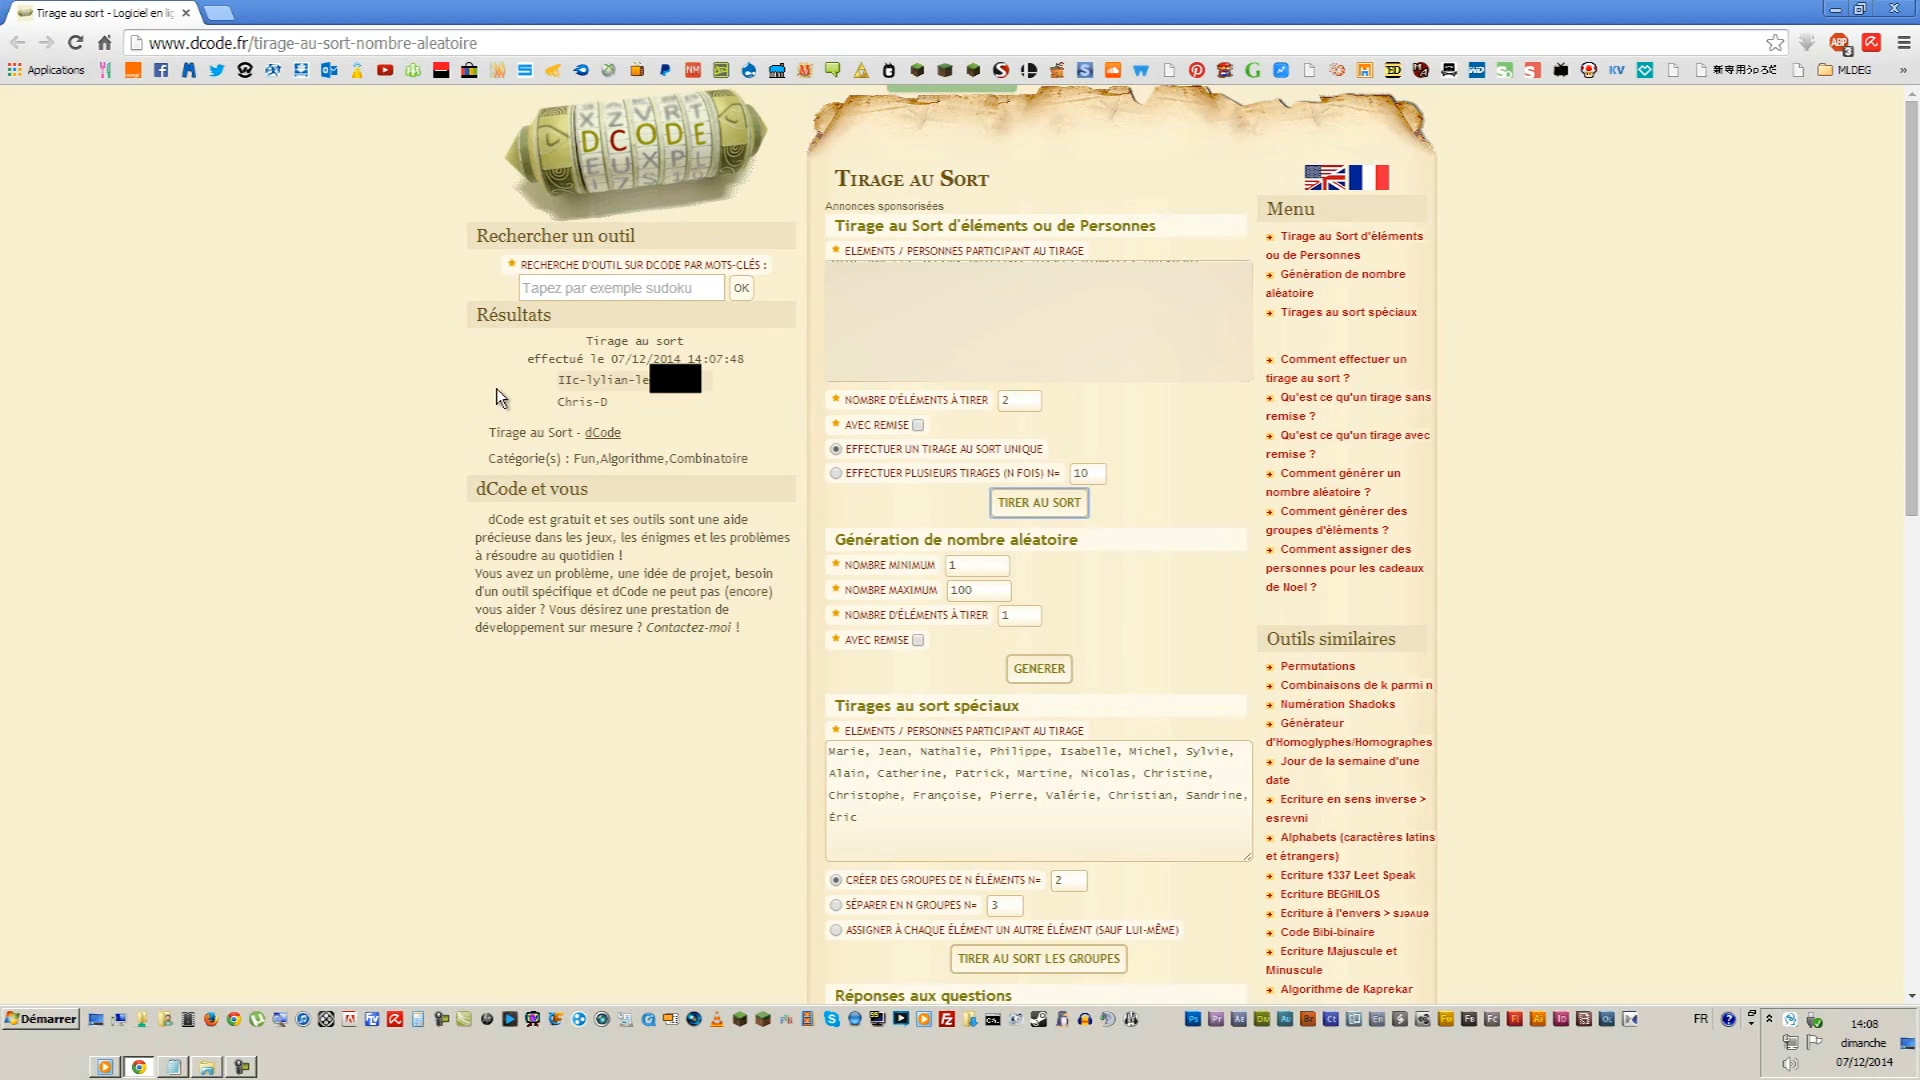 Tirage au sort - Logiciel en lig
www.dcode.fr/tirage-au-sort-nombre-aleatoire
Applications
MLDEG
DCODE
Rechercher un outil
RECHERCHE D'OUTIL SUR DCODE PAR MOTS-CLÉS :
Tapez par exemple sudoku
OK
Résultats
Tirage au sort
effectué le 07/12/2014 14:07:48
IIc-lylian-le
Chris-D
Tirage au Sort - dCode
Catégorie(s) : Fun,Algorithme,Combinatoire
dCode et vous
dCode est gratuit et ses outils sont une aide
précieuse dans les jeux, les énigmes et les problèmes
à résoudre au quotidien !
Vous avez un problème, une idée de projet, besoin
d'un outil spécifique et dCode ne peut pas (encore)
vous aider ? Vous désirez une prestation de
développement sur mesure ? Contactez-moi !
TIRAGE AU SORT
Annonces sponsorisées
Tirage au Sort d'éléments ou de Personnes
ELEMENTS / PERSONNES PARTICIPANT AU TIRAGE
NOMBRE D'ÉLÉMENTS À TIRER 2
AVEC REMISE
EFFECTUER UN TIRAGE AU SORT UNIQUE
EFFECTUER PLUSIEURS TIRAGES (N FOIS) N= 10
TIRER AU SORT
Génération de nombre aléatoire
NOMBRE MINIMUM 1
NOMBRE MAXIMUM 100
NOMBRE D'ÉLÉMENTS À TIRER 1
AVEC REMISE
GENERER
Tirages au sort spéciaux
ELEMENTS / PERSONNES PARTICIPANT AU TIRAGE
Marie, Jean, Nathalie, Philippe, Isabelle, Michel, Sylvie,
Alain, Catherine, Patrick, Martine, Nicolas, Christine,
Christophe, Françoise, Pierre, Valérie, Christian, Sandrine,
Éric
CRÉER DES GROUPES DE N ÉLÉMENTS N= 2
SÉPARER EN N GROUPES N= 3
ASSIGNER À CHAQUE ÉLÉMENT UN AUTRE ÉLÉMENT (SAUF LUI-MÊME)
TIRER AU SORT LES GROUPES
Réponses aux questions
Menu
Tirage au Sort d'éléments
ou de Personnes
Génération de nombre
aléatoire
Tirages au sort spéciaux
Comment effectuer un
tirage au sort ?
Qu'est ce qu'un tirage sans
remise ?
Qu'est ce qu'un tirage avec
remise ?
Comment générer un
nombre aléatoire ?
Comment générer des
groupes d'éléments ?
Comment assigner des
personnes pour les cadeaux
de Noel ?
Outils similaires
Permutations
Combinaisons de k parmi n
Numération Shadoks
Générateur
d'Homoglyphes/Homographes
Jour de la semaine d'une
date
Ecriture en sens inverse >
esrevni
Alphabets (caractères latins
et étrangers)
Ecriture 1337 Leet Speak
Ecriture BEGHILOS
Ecriture à l'envers > sɹǝʌuǝ
Code Bibi-binaire
Ecriture Majuscule et
Minuscule
Algorithme de Kaprekar
Démarrer
FR
14:08
dimanche
07/12/2014